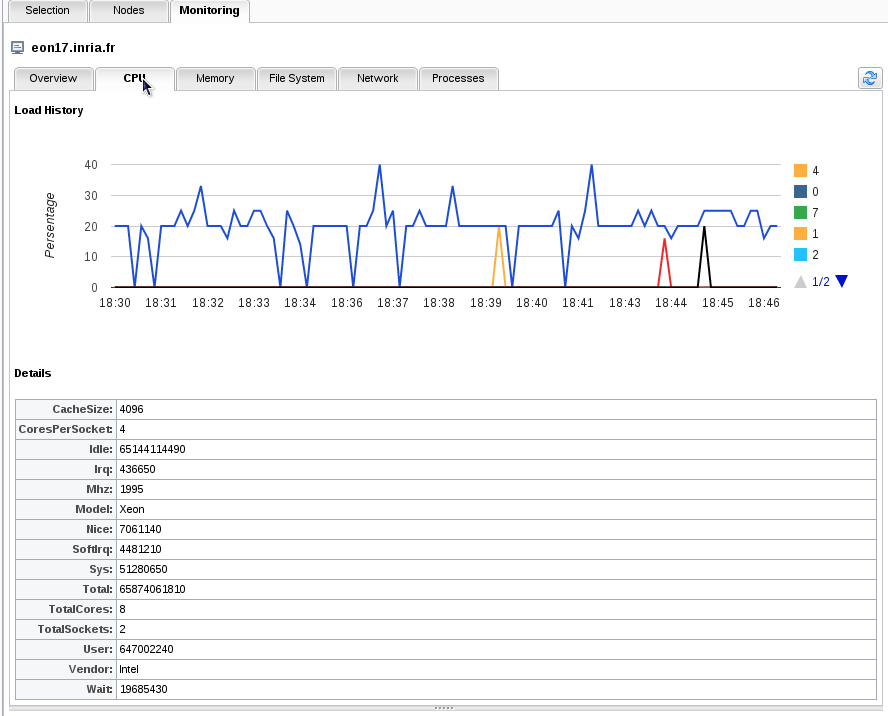 Selection Nodes Monitoring
eon17.inria.fr
Overview CPU Memory File System Network Processes
Load History
Persentage
40
30
20
10
0
18:30 18:31 18:32 18:33 18:34 18:36 18:37 18:38 18:39 18:40 18:41 18:43 18:44 18:45 18:46
4
0
7
1
2
1/2
Details
CacheSize: 4096
CoresPerSocket: 4
Idle: 65144114490
Irq: 436650
Mhz: 1995
Model: Xeon
Nice: 7061140
SoftIrq: 4481210
Sys: 51280650
Total: 65874061810
TotalCores: 8
TotalSockets: 2
User: 647002240
Vendor: Intel
Wait: 19685430